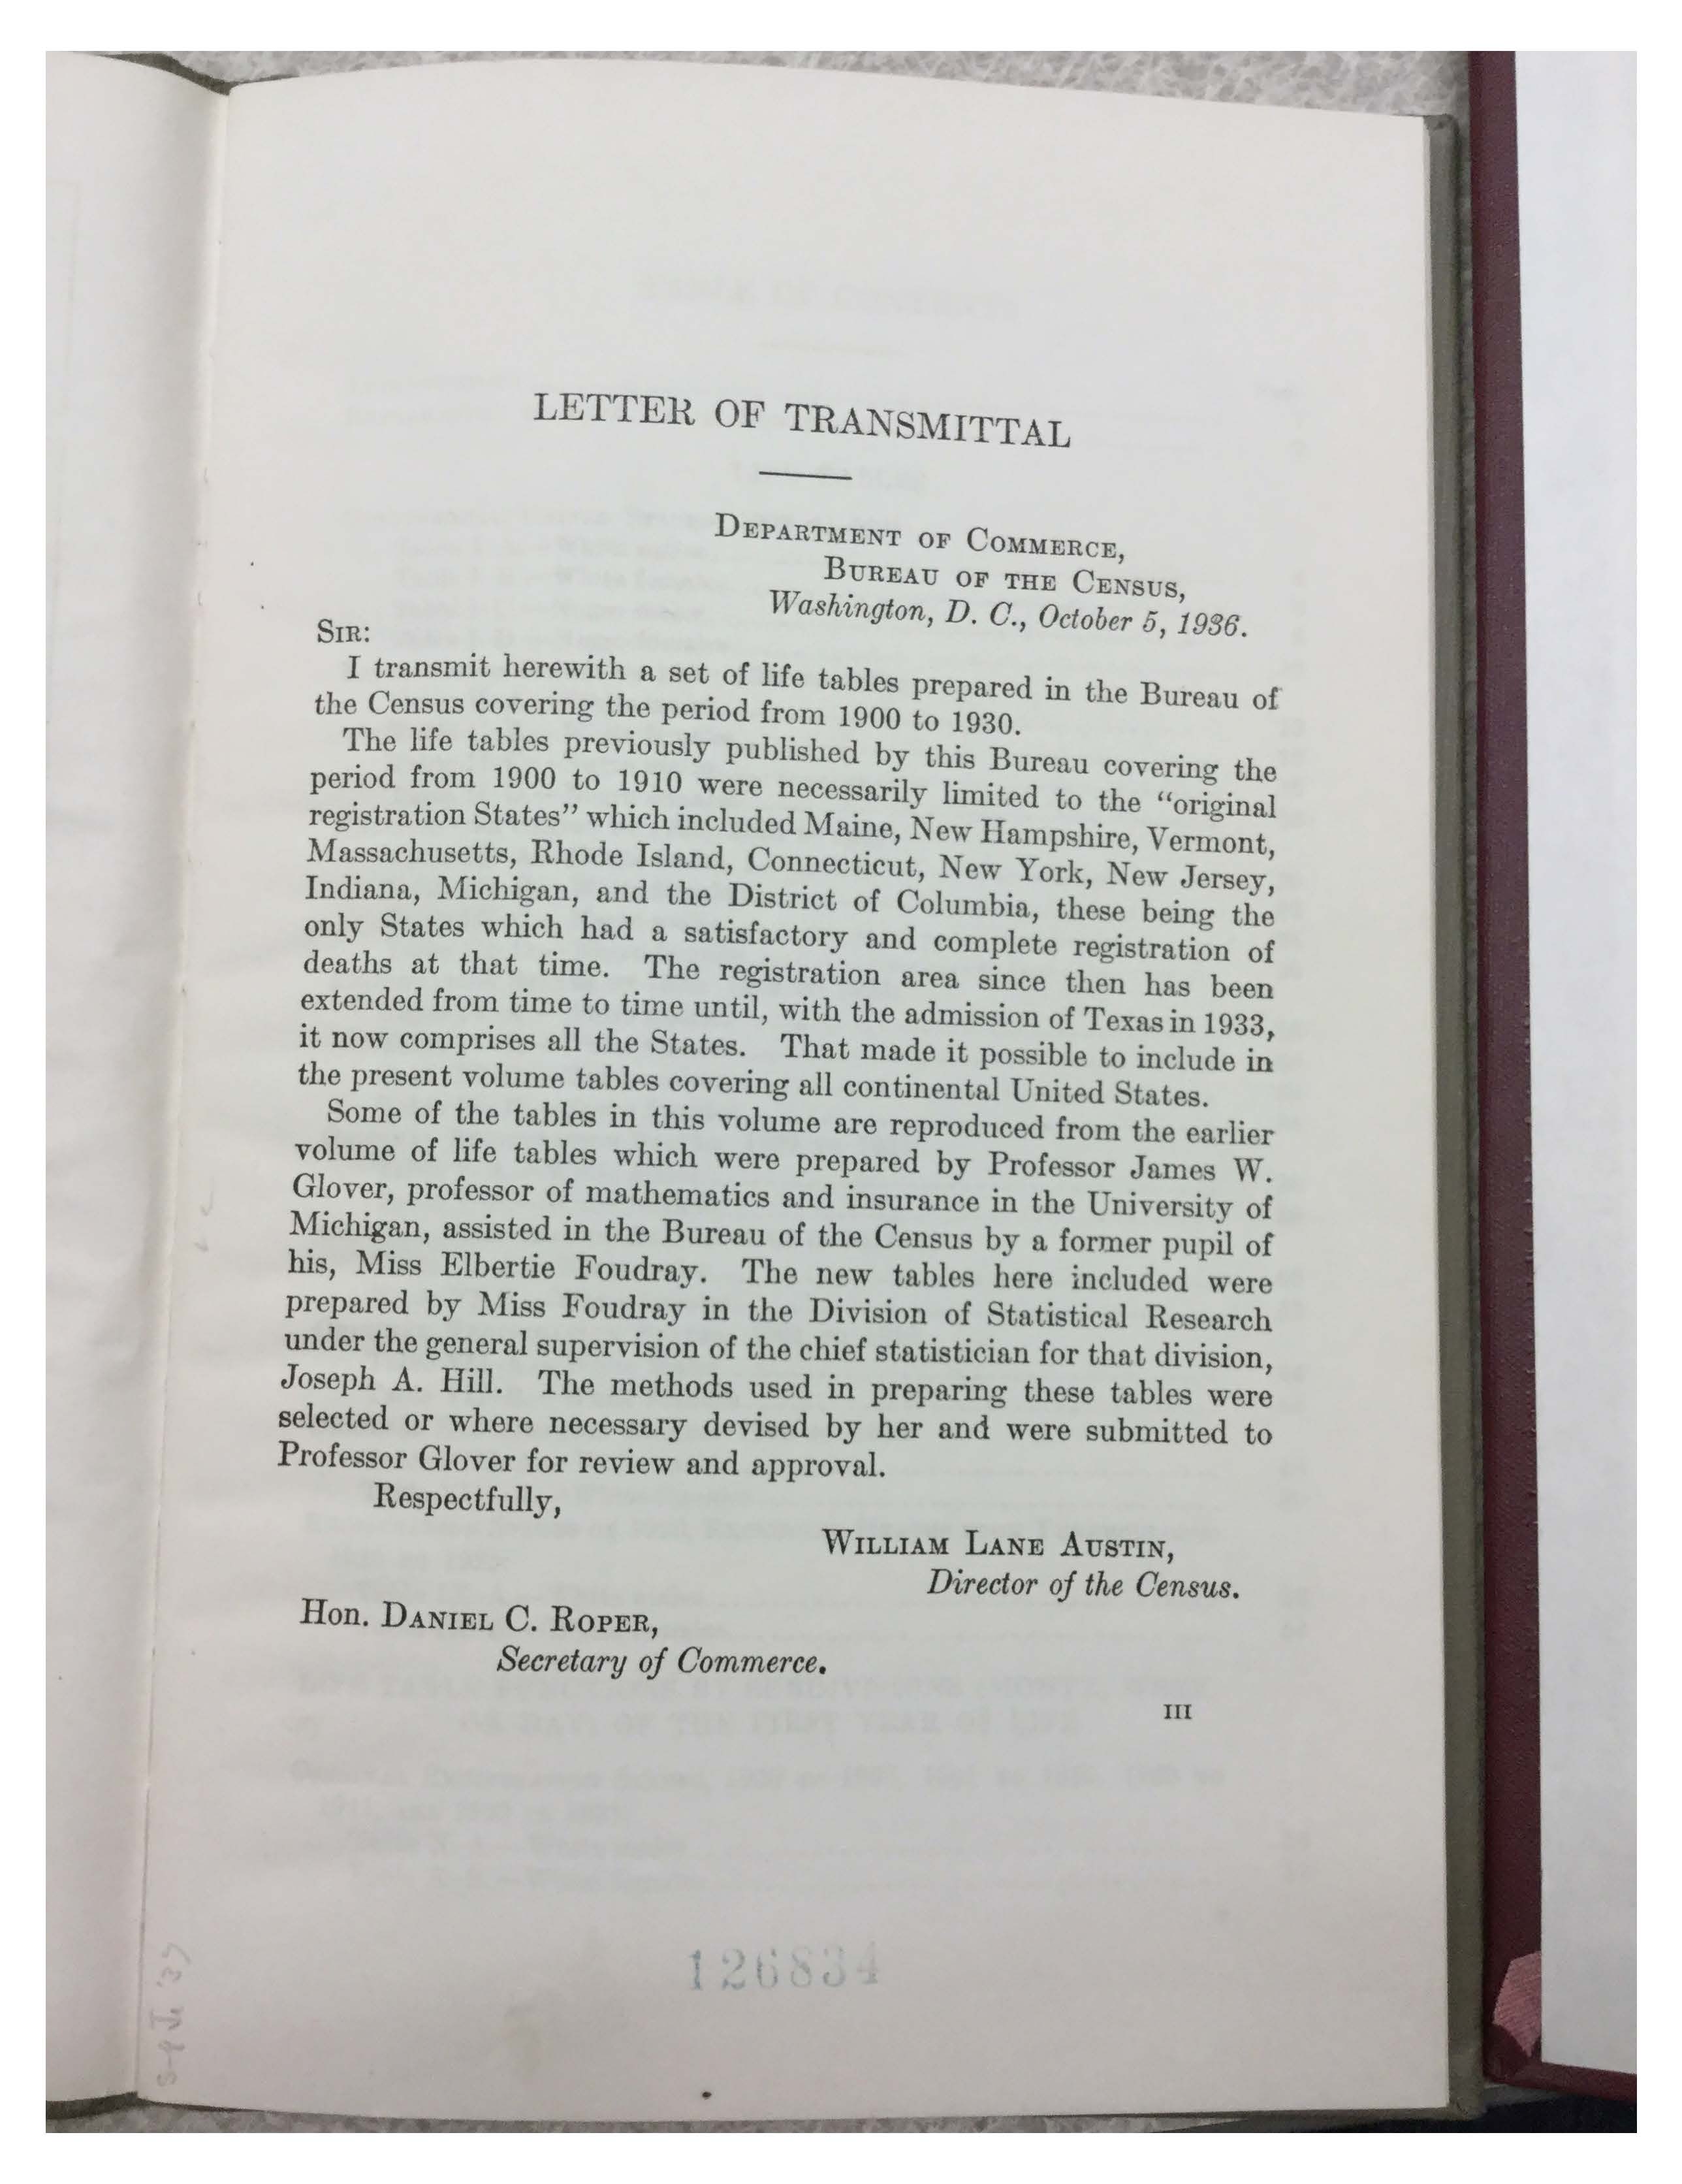 LETTER OF TRANSMITTAL
DEPARTMENT OF COMMERCE,
BUREAU OF THE CENSUS,
Washington, D. C., October 5, 1936.
SIR:
I transmit herewith a set of life tables prepared in the Bureau of
the Census covering the period from 1900 to 1930.
The life tables previously published by this Bureau covering the
period from 1900 to 1910 were necessarily limited to the “original
registration States” which included Maine, New Hampshire, Vermont,
Massachusetts, Rhode Island, Connecticut, New York, New Jersey,
Indiana, Michigan, and the District of Columbia, these being the
only States which had a satisfactory and complete registration of
deaths at that time. The registration area since then has been
extended from time to time until, with the admission of Texas in 1933,
it now comprises all the States. That made it possible to include in
the present volume tables covering all continental United States.
Some of the tables in this volume are reproduced from the earlier
volume of life tables which were prepared by Professor James W.
Glover, professor of mathematics and insurance in the University of
Michigan, assisted in the Bureau of the Census by a former pupil of
his, Miss Elbertie Foudray. The new tables here included were
prepared by Miss Foudray in the Division of Statistical Research
under the general supervision of the chief statistician for that division,
Joseph A. Hill. The methods used in preparing these tables were
selected or where necessary devised by her and were submitted to
Professor Glover for review and approval.
Respectfully,
WILLIAM LANE AUSTIN,
Director of the Census.
Hon. DANIEL C. ROPER,
Secretary of Commerce.
III
126834